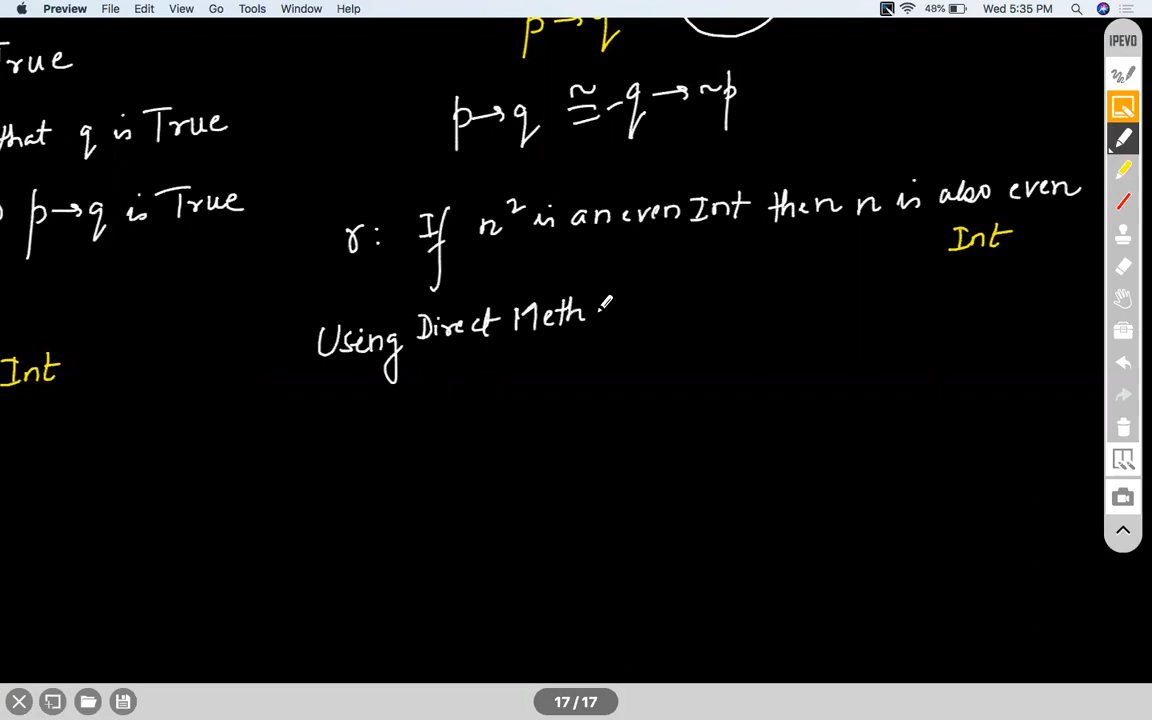 Preview File Edit View Go Tools Window Help 48% Wed 5:35 PM
IPEVO
p→q
True
p→q ≅ ~q → ~p
that q is True
p→q is True
r: If n² is an even Int then n is also even
Int
Using Direct Meth
Int
17/17